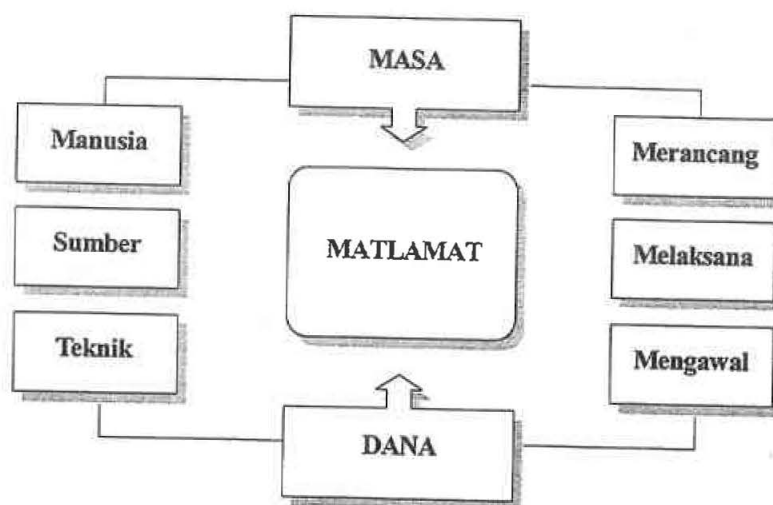 MASA
Manusia
Merancang
Sumber
MATLAMAT
Melaksana
Teknik
Mengawal
DANA